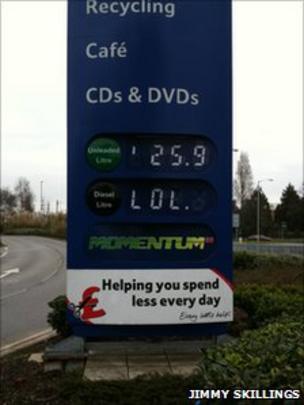 Recycling
Café
CDs & DVDs
Unleaded
Litre
125.9
Diesel
Litre
LOL.
MOMENTUM99
Helping you spend
less every day
£
Every little helps
JIMMY SKILLINGS